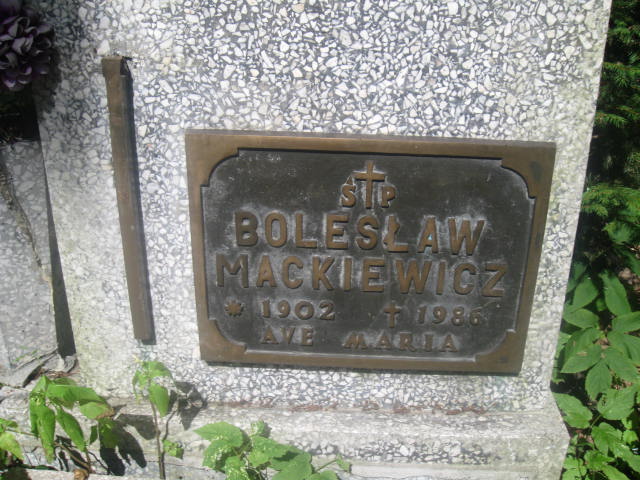 Ś†P
BOLESŁAW
MACKIEWICZ
* 1902 † 1986
AVE MARIA